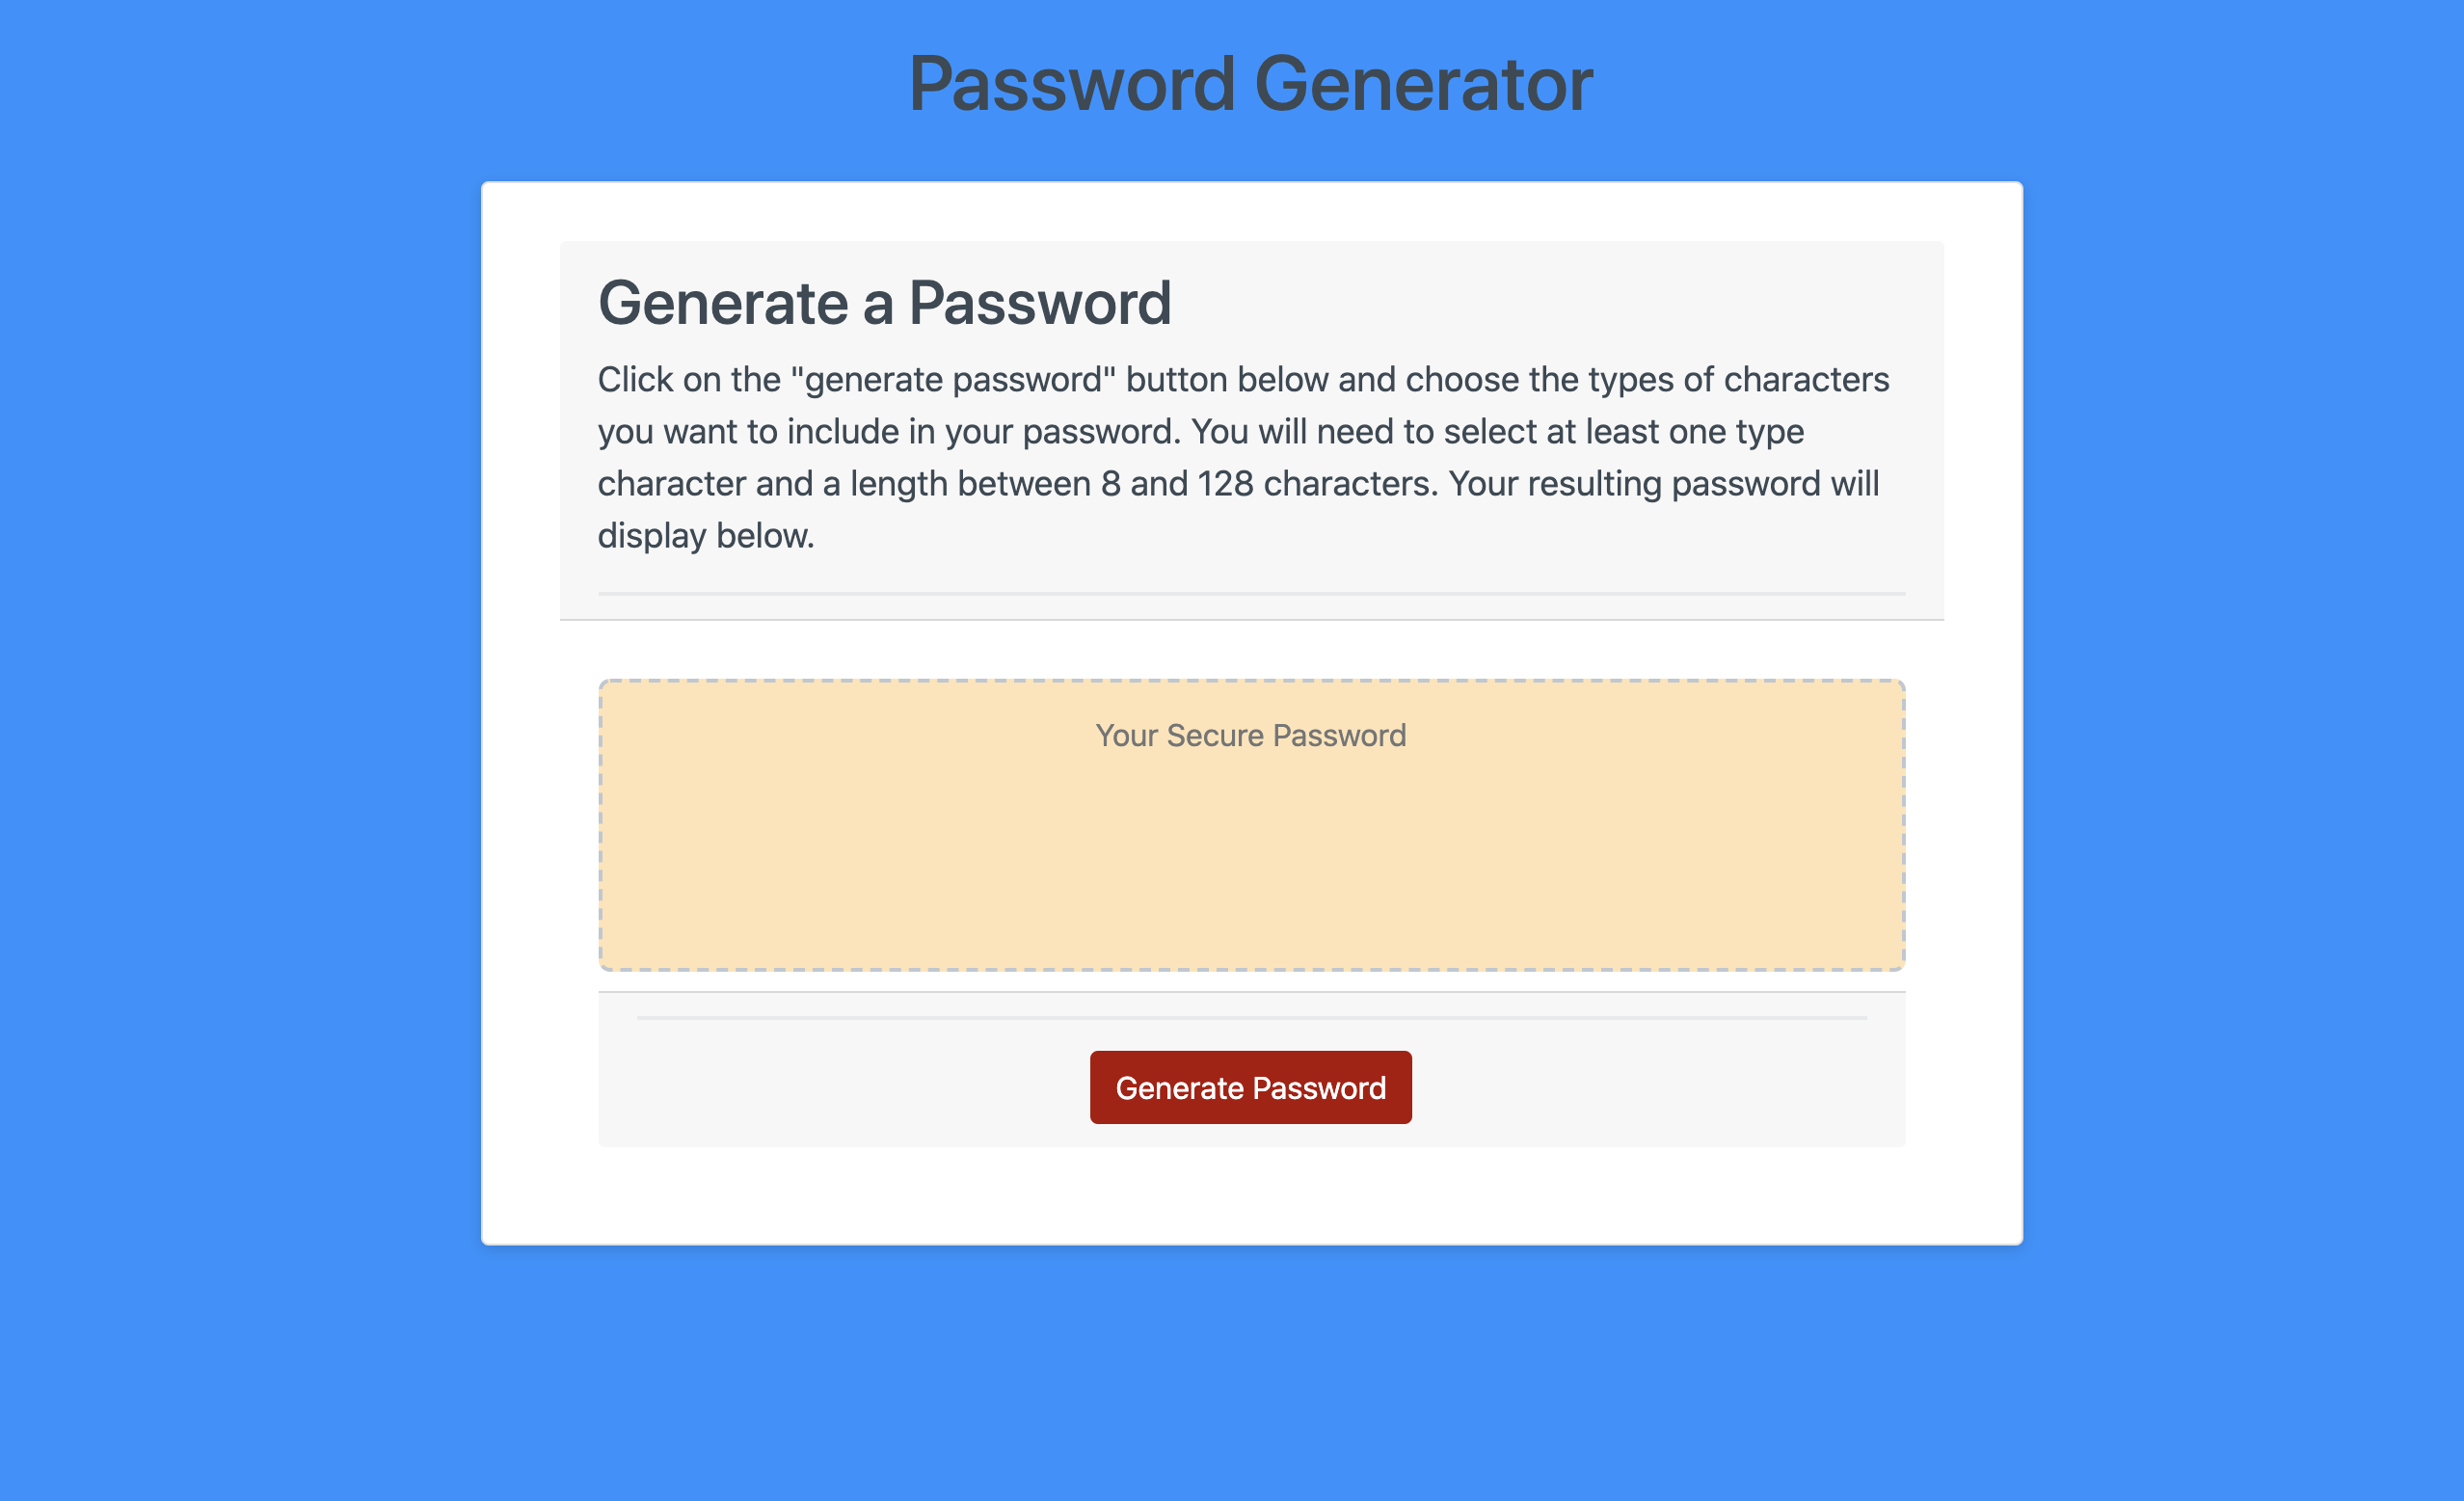 Password Generator
Generate a Password
Click on the "generate password" button below and choose the types of characters
you want to include in your password. You will need to select at least one type
character and a length between 8 and 128 characters. Your resulting password will
display below.
Your Secure Password
Generate Password